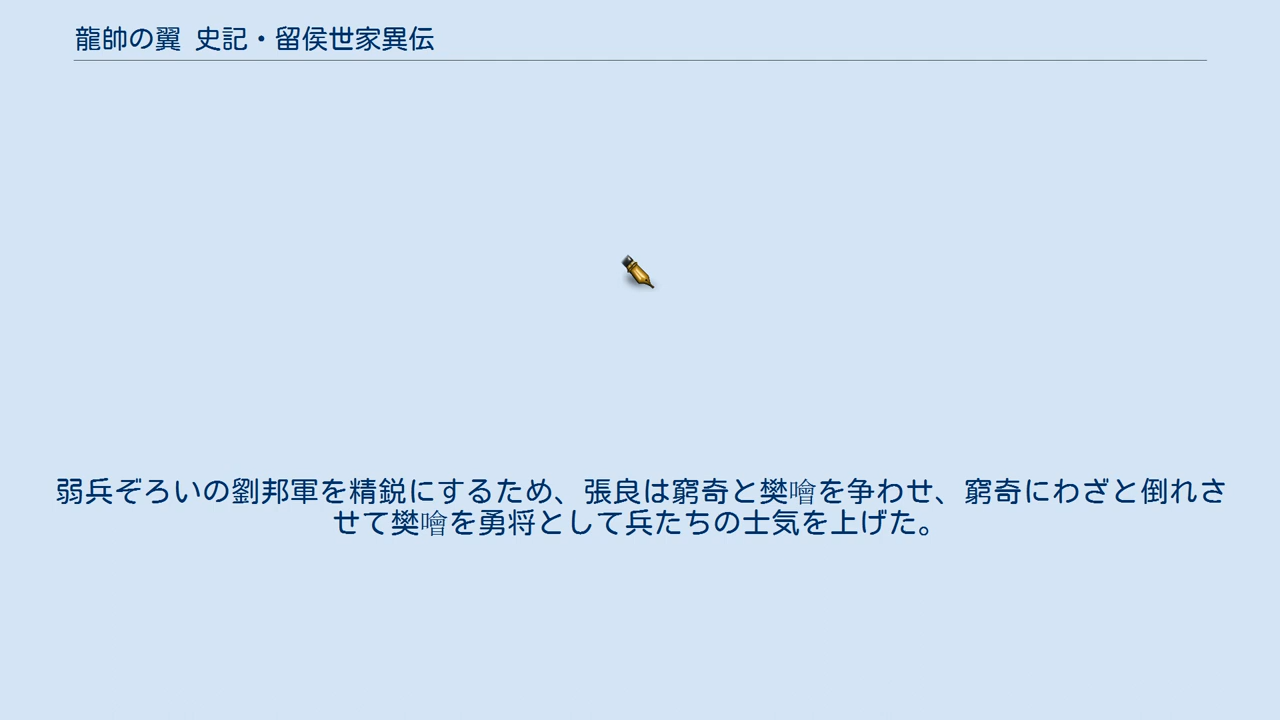 龍帥の翼 史記・留侯世家異伝
弱兵ぞろいの劉邦軍を精鋭にするため、張良は窮奇と樊噲を争わせ、窮奇にわざと倒れさ
せて樊噲を勇将として兵たちの士気を上げた。